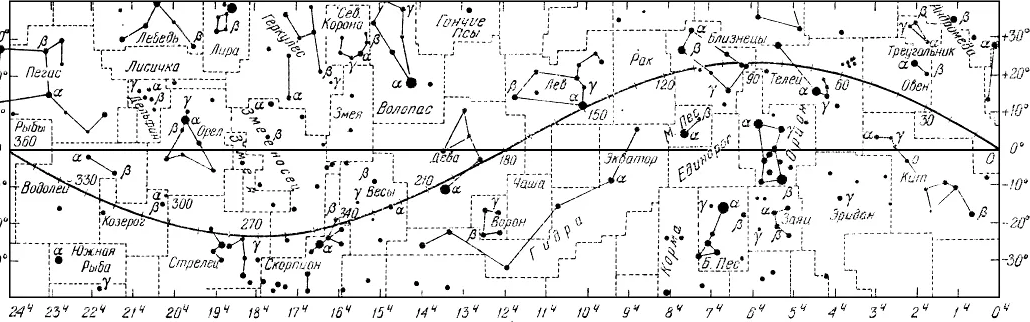 Лебедь β Лира β Геркулес Сев. Корона γ Гончие Псы Близнецы α γ Треугольник Андромеда β +30°
Пегас β Лисичка β γ α β α Волопас Лев γ β α Рак β 120 90 Телец 60 α Овен β +20°
α Дельфин γ α Орел β Змееносец Змея 150 М. Пес β α γ α β Орион α γ 30 +10°
Рыбы 360 Змея Дева 180 Экватор Единорог 0 0 0°
Водолей 330 α β 300 β Весы γ β α 210 α Чаша α β Кит γ α -10°
Козерог 270 240 Ворон γ β Гидра α γ β Заяц γ Эридан β -20°
α Южная Рыба γ β Стрелец γ Скорпион α Корма Б. Пес -30°
24ч 23ч 22ч 21ч 20ч 19ч 18ч 17ч 16ч 15ч 14ч 13ч 12ч 11ч 10ч 9ч 8ч 7ч 6ч 5ч 4ч 3ч 2ч 1ч 0ч